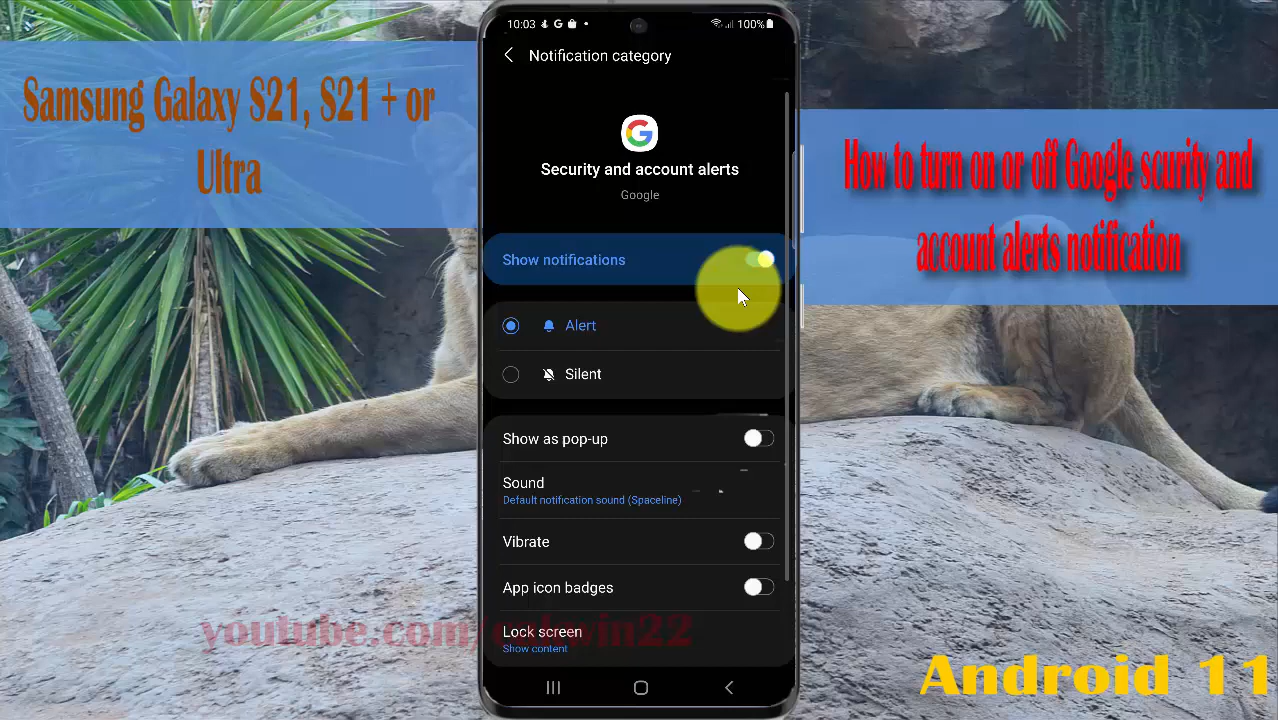 Samsung Galaxy S21, S21 + or
Ultra
10:03
100%
Notification category
Security and account alerts
Google
Show notifications
Alert
Silent
Show as pop-up
Sound
Default notification sound (Spaceline)
Vibrate
App icon badges
Lock screen
Show content
How to turn on or off Google scurity and
account alerts notification
Android 11